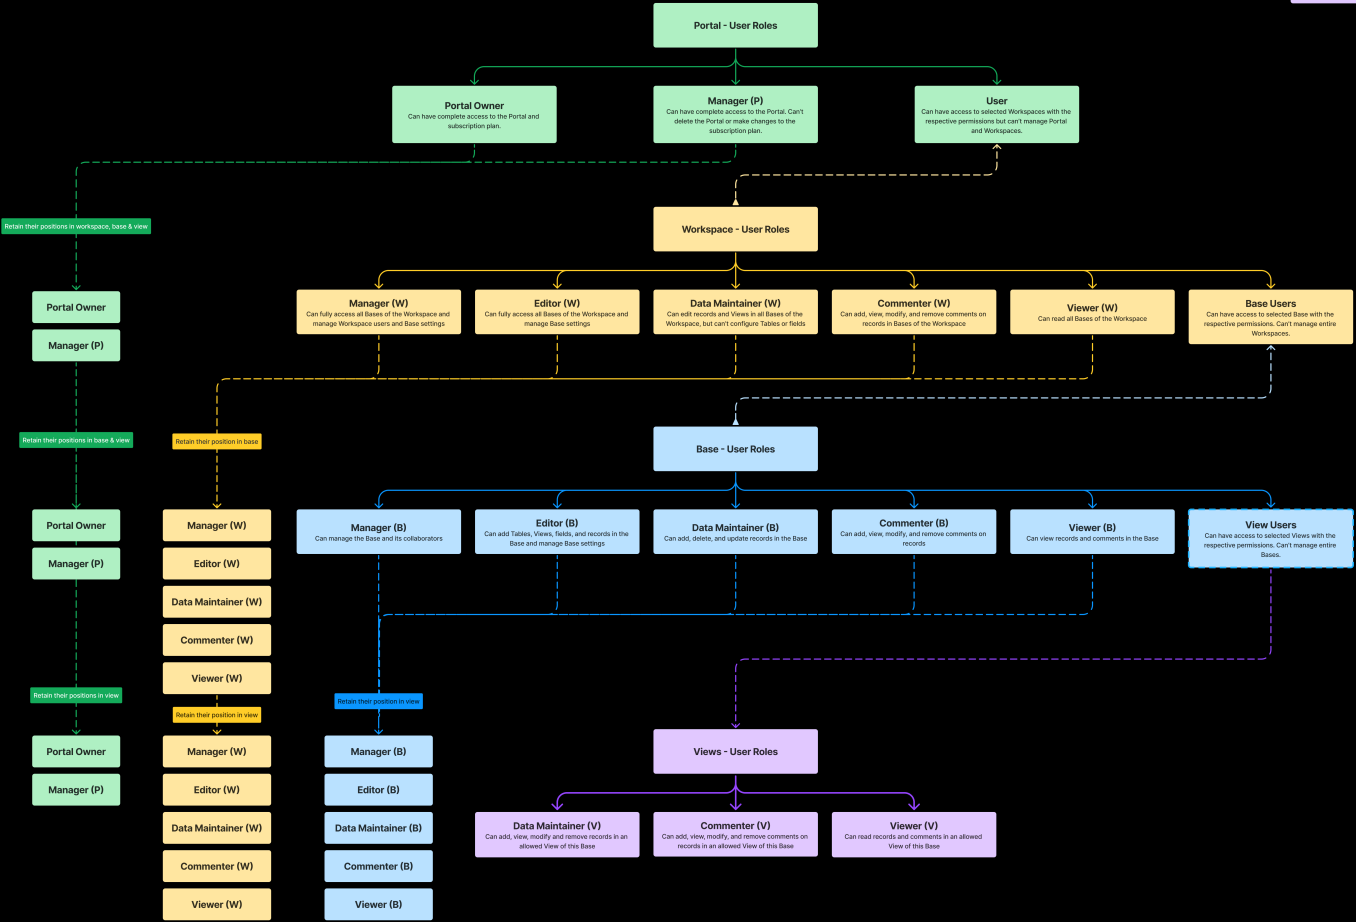 Portal - User Roles
Portal Owner
Can have complete access to the Portal and
subscription plan.
Manager (P)
Can have complete access to the Portal. Can't
delete the Portal or make changes to the
subscription plan.
User
Can have access to selected Workspaces with the
respective permissions but can't manage Portal
and Workspaces.
Retain their positions in workspace, base & view
Workspace - User Roles
Portal Owner
Manager (P)
Manager (W)
Can fully access all Bases of the Workspace and
manage Workspace users and Base settings
Editor (W)
Can fully access all Bases of the Workspace and
manage Base settings
Data Maintainer (W)
Can edit records and Views in all Bases of the
Workspace, but can't configure Tables or fields
Commenter (W)
Can add, view, modify, and remove comments on
records in Bases of the Workspace
Viewer (W)
Can read all Bases of the Workspace
Base Users
Can have access to selected Base with the
respective permissions. Can't manage entire
Workspaces.
Retain their positions in base & view
Retain their position in base
Base - User Roles
Portal Owner
Manager (P)
Manager (W)
Editor (W)
Data Maintainer (W)
Commenter (W)
Viewer (W)
Manager (B)
Can manage the Base and its collaborators
Editor (B)
Can add Tables, Views, fields, and records in the
Base and manage Base settings
Data Maintainer (B)
Can add, delete, and update records in the Base
Commenter (B)
Can add, view, modify, and remove comments on
records
Viewer (B)
Can view records and comments in the Base
View Users
Can have access to selected Views with the
respective permissions. Can't manage entire
Bases.
Retain their positions in view
Retain their position in view
Retain their position in view
Portal Owner
Manager (P)
Manager (W)
Editor (W)
Data Maintainer (W)
Commenter (W)
Viewer (W)
Manager (B)
Editor (B)
Data Maintainer (B)
Commenter (B)
Viewer (B)
Views - User Roles
Data Maintainer (V)
Can add, view, modify and remove records in an
allowed View of this Base
Commenter (V)
Can add, view, modify, and remove comments on
records in an allowed View of this Base
Viewer (V)
Can read records and comments in an allowed
View of this Base